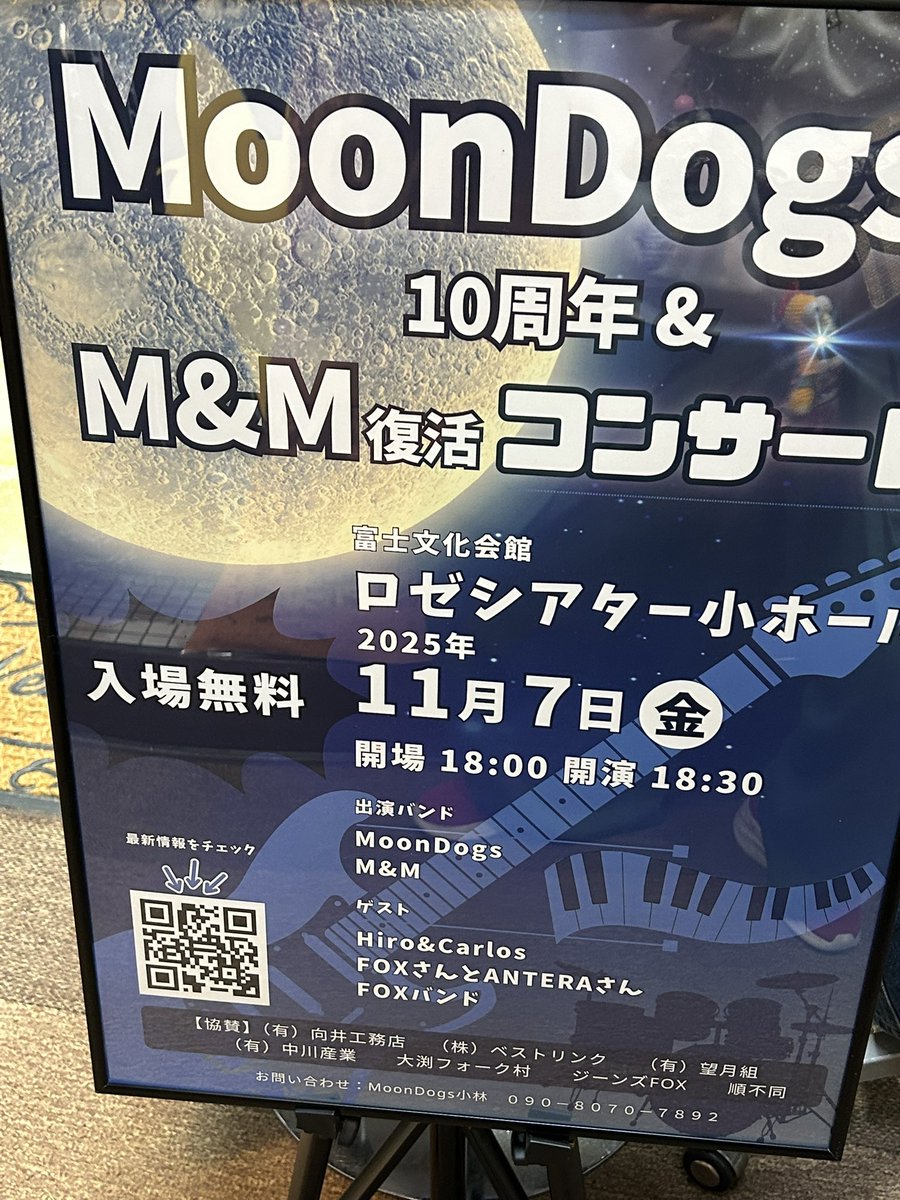 MoonDogs
10周年 &
M&M 復活 コンサート
富士文化会館
ロゼシアター小ホール
2025年
入場無料
11月7日 金
開場 18:00 開演 18:30
出演バンド
MoonDogs
M&M
最新情報をチェック
ゲスト
Hiro&Carlos
FOXさんとANTERAさん
FOXバンド
【協賛】（有）向井工務店 （株）ベストリンク （有）望月組
（有）中川産業 大渕フォーク村 ジーンズFOX 順不同
お問い合わせ：MoonDogs小林 090－8070－7892